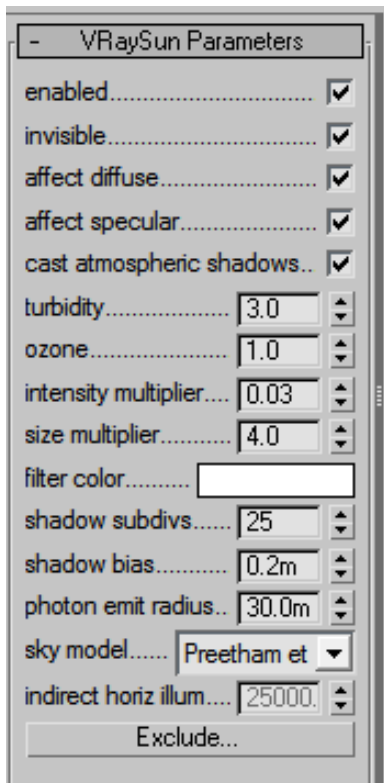 - VRaySun Parameters
enabled..............................
invisible..............................
affect diffuse......................
affect specular...................
cast atmospheric shadows..
turbidity................... 3.0
ozone...................... 1.0
intensity multiplier.... 0.03
size multiplier........... 4.0
filter color..........
shadow subdivs...... 25
shadow bias........... 0.2m
photon emit radius.. 30.0m
sky model...... Preetham et
indirect horiz illum.... 25000.
Exclude...